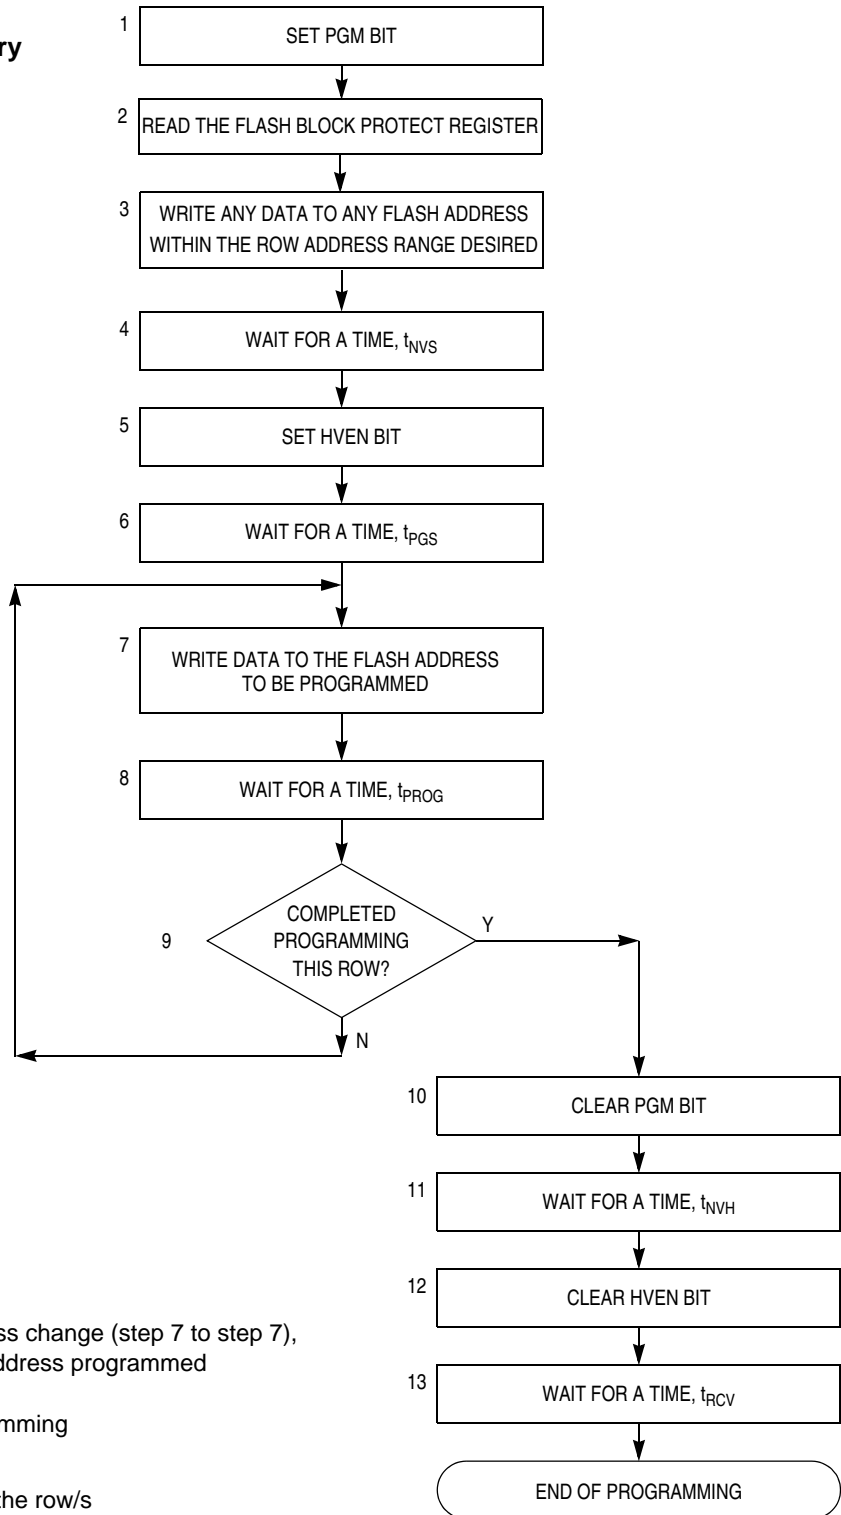 ry
1
SET PGM BIT
2
READ THE FLASH BLOCK PROTECT REGISTER
3
WRITE ANY DATA TO ANY FLASH ADDRESS
WITHIN THE ROW ADDRESS RANGE DESIRED
4
WAIT FOR A TIME, tNVS
5
SET HVEN BIT
6
WAIT FOR A TIME, tPGS
7
WRITE DATA TO THE FLASH ADDRESS
TO BE PROGRAMMED
8
WAIT FOR A TIME, tPROG
9
COMPLETED
PROGRAMMING
THIS ROW?
Y
N
10
CLEAR PGM BIT
11
WAIT FOR A TIME, tNVH
12
CLEAR HVEN BIT
13
WAIT FOR A TIME, tRCV
END OF PROGRAMMING
ss change (step 7 to step 7),
ddress programmed
mming
the row/s